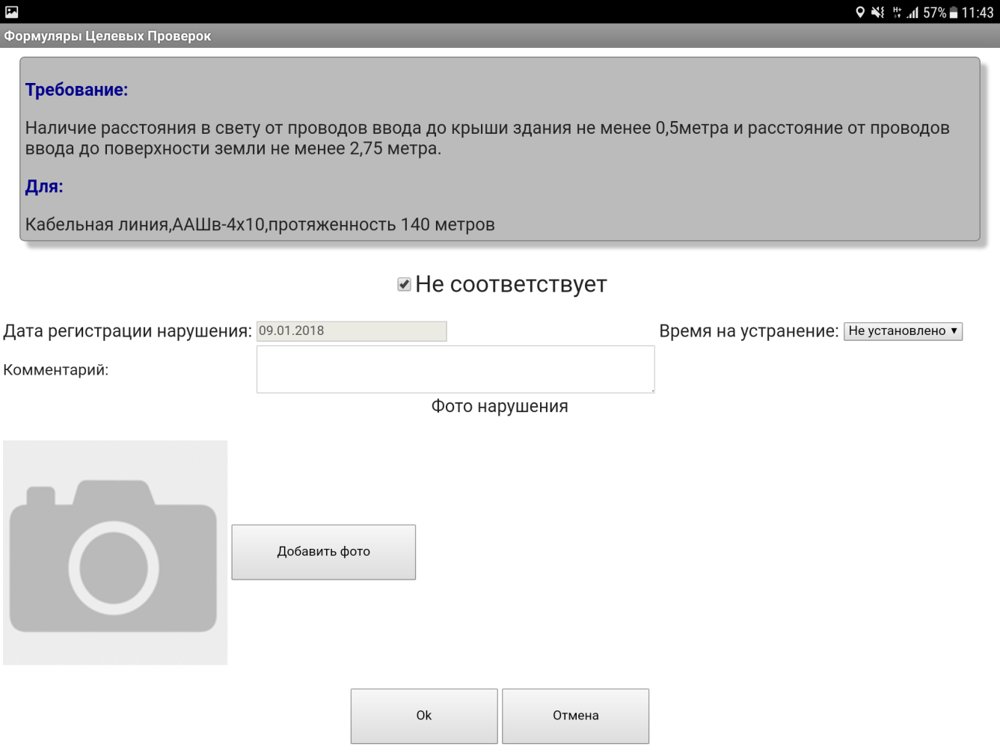 57% 11:43
Формуляры Целевых Проверок
Требование:
Наличие расстояния в свету от проводов ввода до крыши здания не менее 0,5метра и расстояние от проводов
ввода до поверхности земли не менее 2,75 метра.
Для:
Кабельная линия,ААШв-4х10,протяженность 140 метров
Не соответствует
Дата регистрации нарушения: 09.01.2018 Время на устранение: Не установлено
Комментарий:
Фото нарушения
Добавить фото
Ok Отмена